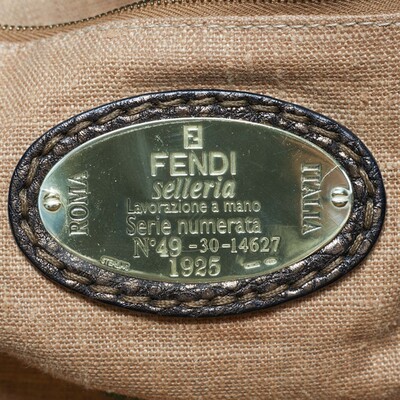 FENDI
Selleria
Lavorazione a mano
Serie numerata
N°49 -30-14627
1925
ROMA
ITALIA